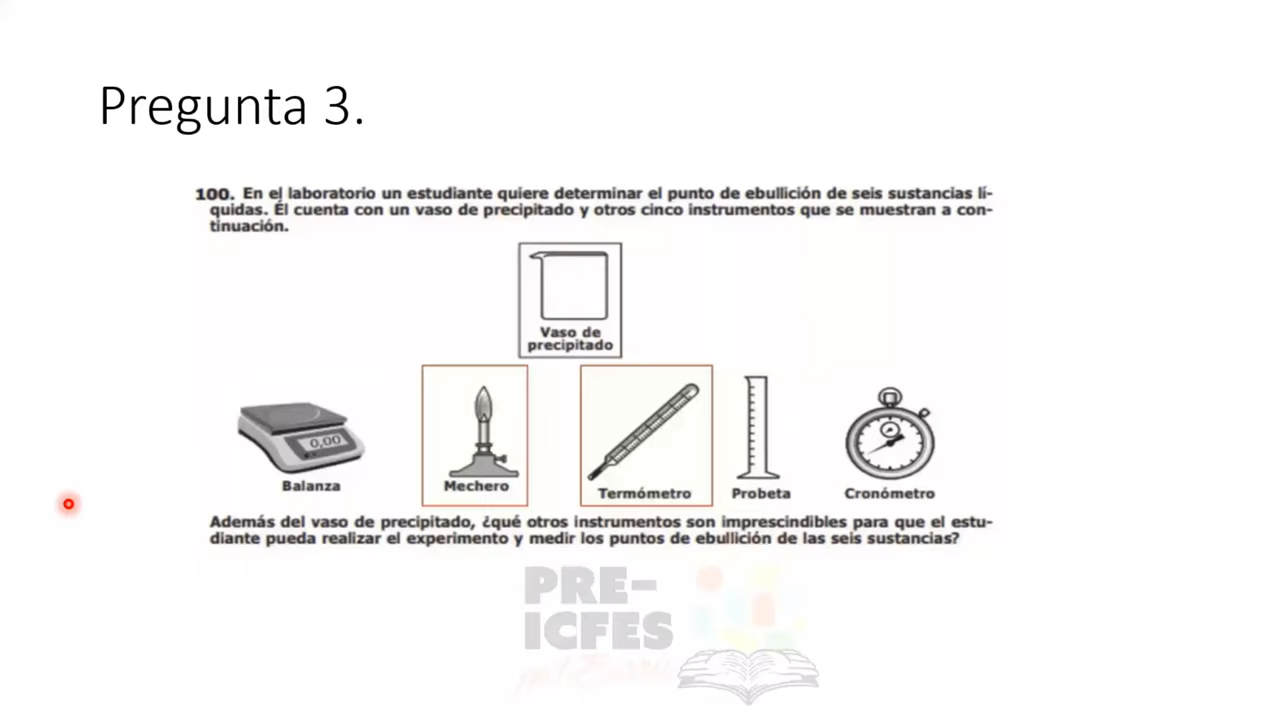 Pregunta 3.
100. En el laboratorio un estudiante quiere determinar el punto de ebullición de seis sustancias lí-
quidas. Él cuenta con un vaso de precipitado y otros cinco instrumentos que se muestran a con-
tinuación.
Vaso de
precipitado
0,00
Balanza
Mechero
Termómetro
Probeta
Cronómetro
Además del vaso de precipitado, ¿qué otros instrumentos son imprescindibles para que el estu-
diante pueda realizar el experimento y medir los puntos de ebullición de las seis sustancias?
PRE-
ICFES